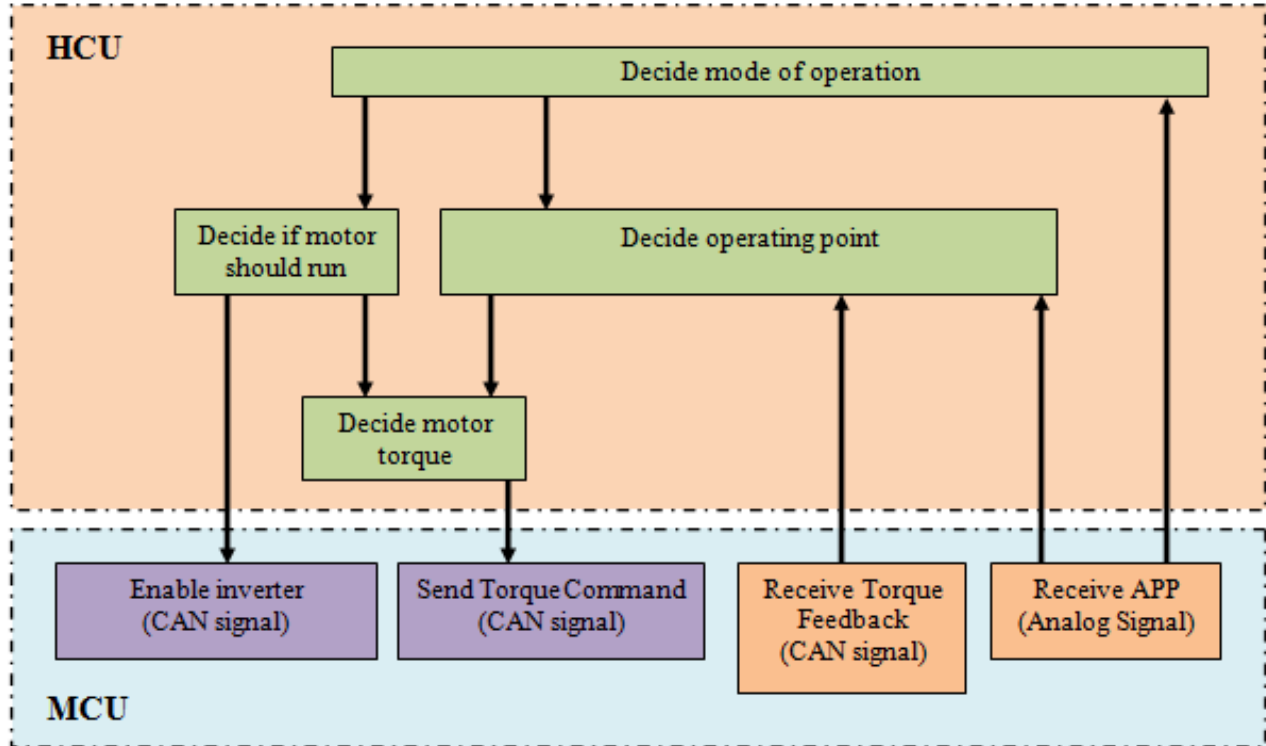 HCU
Decide mode of operation
Decide if motor
should run
Decide operating point
Decide motor
torque
Enable inverter
(CAN signal)
Send Torque Command
(CAN signal)
Receive Torque
Feedback
(CAN signal)
Receive APP
(Analog Signal)
MCU